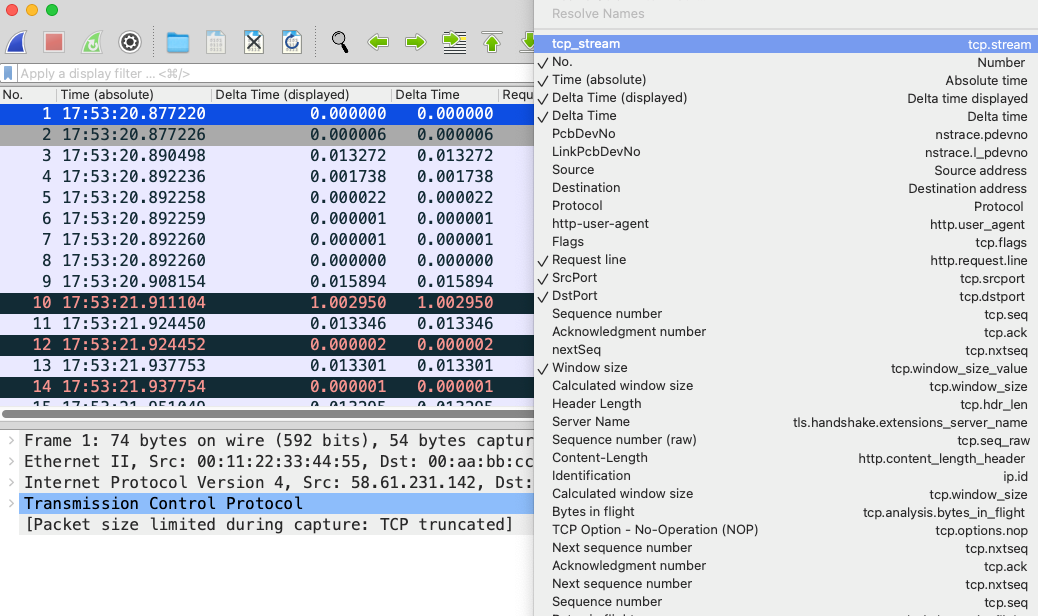 Resolve Names
tcp_stream tcp.stream
Apply a display filter ... <⌘/>
No. Time (absolute) Delta Time (displayed) Delta Time Requ
1 17:53:20.877220 0.000000 0.000000
2 17:53:20.877226 0.000006 0.000006
3 17:53:20.890498 0.013272 0.013272
4 17:53:20.892236 0.001738 0.001738
5 17:53:20.892258 0.000022 0.000022
6 17:53:20.892259 0.000001 0.000001
7 17:53:20.892260 0.000001 0.000001
8 17:53:20.892260 0.000000 0.000000
9 17:53:20.908154 0.015894 0.015894
10 17:53:21.911104 1.002950 1.002950
11 17:53:21.924450 0.013346 0.013346
12 17:53:21.924452 0.000002 0.000002
13 17:53:21.937753 0.013301 0.013301
14 17:53:21.937754 0.000001 0.000001
15 17:53:21.951049 0.013295 0.013295
Frame 1: 74 bytes on wire (592 bits), 54 bytes captur
Ethernet II, Src: 00:11:22:33:44:55, Dst: 00:aa:bb:cc
Internet Protocol Version 4, Src: 58.61.231.142, Dst:
Transmission Control Protocol
[Packet size limited during capture: TCP truncated]
No. Number
Time (absolute) Absolute time
Delta Time (displayed) Delta time displayed
Delta Time Delta time
PcbDevNo nstrace.pdevno
LinkPcbDevNo nstrace.l_pdevno
Source Source address
Destination Destination address
Protocol Protocol
http-user-agent http.user_agent
Flags tcp.flags
Request line http.request.line
SrcPort tcp.srcport
DstPort tcp.dstport
Sequence number tcp.seq
Acknowledgment number tcp.ack
nextSeq tcp.nxtseq
Window size tcp.window_size_value
Calculated window size tcp.window_size
Header Length tcp.hdr_len
Server Name tls.handshake.extensions_server_name
Sequence number (raw) tcp.seq_raw
Content-Length http.content_length_header
Identification ip.id
Calculated window size tcp.window_size
Bytes in flight tcp.analysis.bytes_in_flight
TCP Option - No-Operation (NOP) tcp.options.nop
Next sequence number tcp.nxtseq
Acknowledgment number tcp.ack
Next sequence number tcp.nxtseq
Sequence number tcp.seq